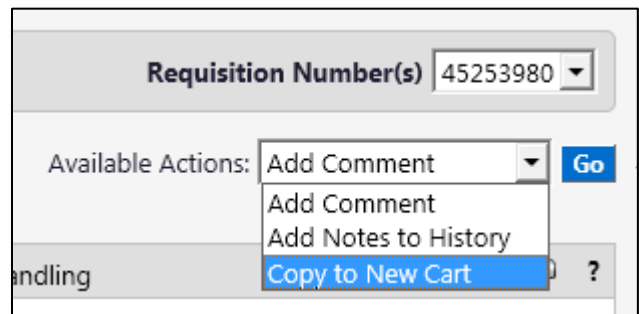 Requisition Number(s) 45253980
Available Actions: Add Comment Go
Add Comment
Add Notes to History
andling Copy to New Cart ?